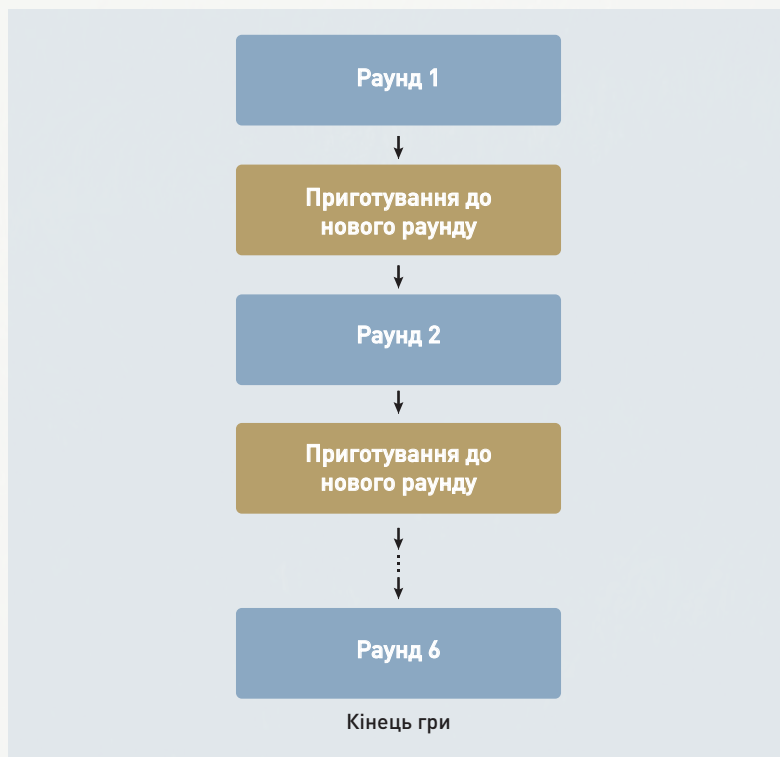 Раунд 1
Приготування до
нового раунду
Раунд 2
Приготування до
нового раунду
Раунд 6
Кінець гри